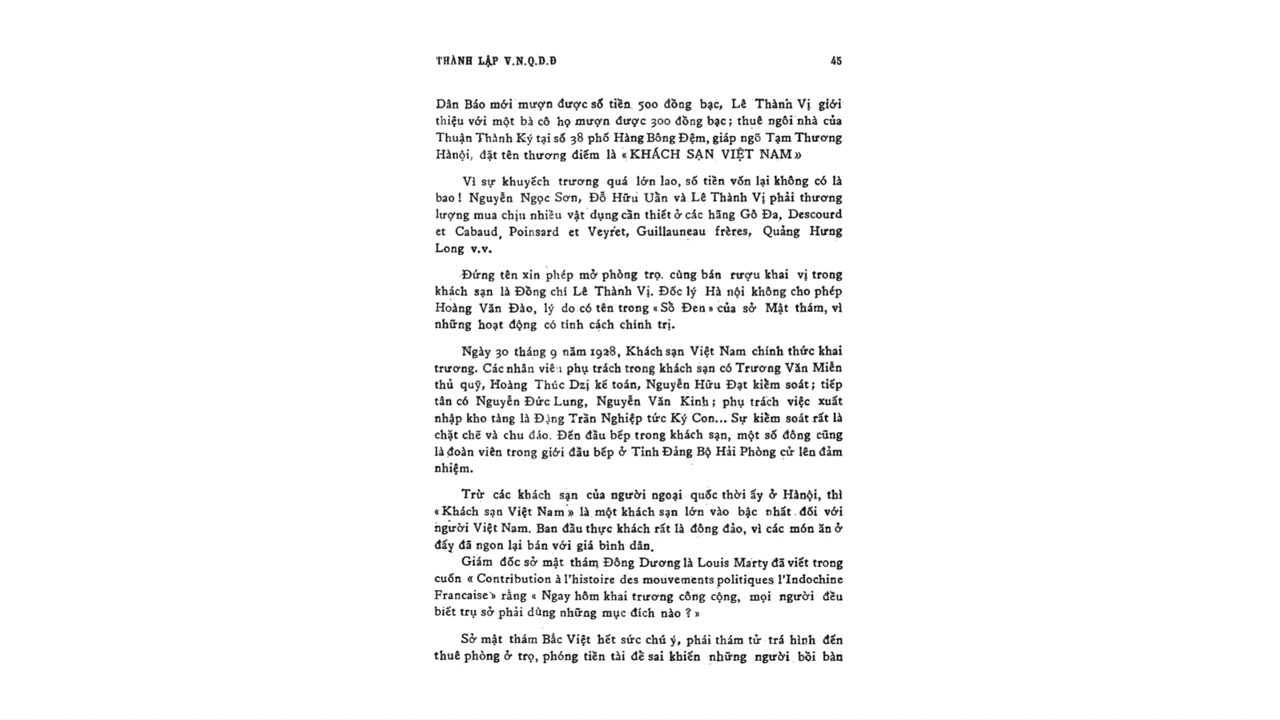 THÀNH LẬP V.N.Q.D.Đ 45
Dân Báo mới mượn được số tiền 500 đồng bạc, Lê Thành Vị giới
thiệu với một bà cô họ mượn được 300 đồng bạc; thuê ngôi nhà của
Thuận Thành Ký tại số 38 phố Hàng Bông Đệm, giáp ngõ Tạm Thương
Hànội, đặt tên thương điếm là «KHÁCH SẠN VIỆT NAM»
Vì sự khuyếch trương quá lớn lao, số tiền vốn lại không có là
bao! Nguyễn Ngọc Sơn, Đỗ Hữu Uẩn và Lê Thành Vị phải thương
lượng mua chịu nhiều vật dụng cần thiết ở các hãng Gô Đa, Descourd
et Cabaud, Poinsard et Veyret, Guillauneau frères, Quảng Hưng
Long v.v.
Đứng tên xin phép mở phòng trọ. cùng bán rượu khai vị trong
khách sạn là Đồng chí Lê Thành Vị. Đốc lý Hà nội không cho phép
Hoàng Văn Đào, lý do có tên trong «Sồ Đen» của sở Mật thám, vì
những hoạt động có tính cách chính trị.
Ngày 30 tháng 9 năm 1928, Khách sạn Việt Nam chính thức khai
trương. Các nhân viên phụ trách trong khách sạn có Trương Văn Miễn
thủ quỹ, Hoàng Thúc Dzị kế toán, Nguyễn Hữu Đạt kiểm soát; tiếp
tân có Nguyễn Đức Lung, Nguyễn Văn Kinh; phụ trách việc xuất
nhập kho tàng là Đặng Trần Nghiệp tức Ký Con... Sự kiểm soát rất là
chặt chẽ và chu đáo. Đến đầu bếp trong khách sạn, một số đông cũng
là đoàn viên trong giới đầu bếp ở Tỉnh Đảng Bộ Hải Phòng cử lên đảm
nhiệm.
Trừ các khách sạn của người ngoại quốc thời ấy ở Hànội, thì
«Khách sạn Việt Nam» là một khách sạn lớn vào bậc nhất đối với
người Việt Nam. Ban đầu thực khách rất là đông đảo, vì các món ăn ở
đấy đã ngon lại bán với giá bình dân.
Giám đốc sở mật thám Đông Dương là Louis Marty đã viết trong
cuốn « Contribution à l'histoire des mouvements politiques l'Indochine
Francaise» rằng « Ngay hôm khai trương công cộng, mọi người đều
biết trụ sở phải dùng những mục đích nào ? »
Sở mật thám Bắc Việt hết sức chú ý, phái thám tử trá hình đến
thuê phòng ở trọ, phóng tiền tài để sai khiến những người bồi bàn